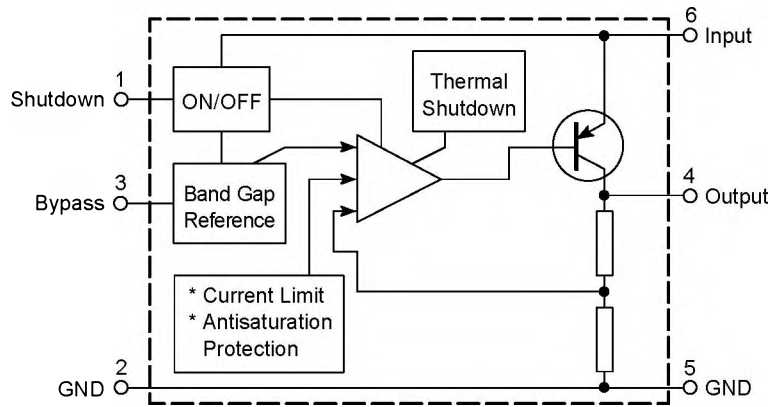 6
Input
1
Shutdown
ON/OFF
Thermal
Shutdown
3
Bypass
Band Gap
Reference
4
Output
* Current Limit
* Antisaturation
Protection
2
GND
5
GND